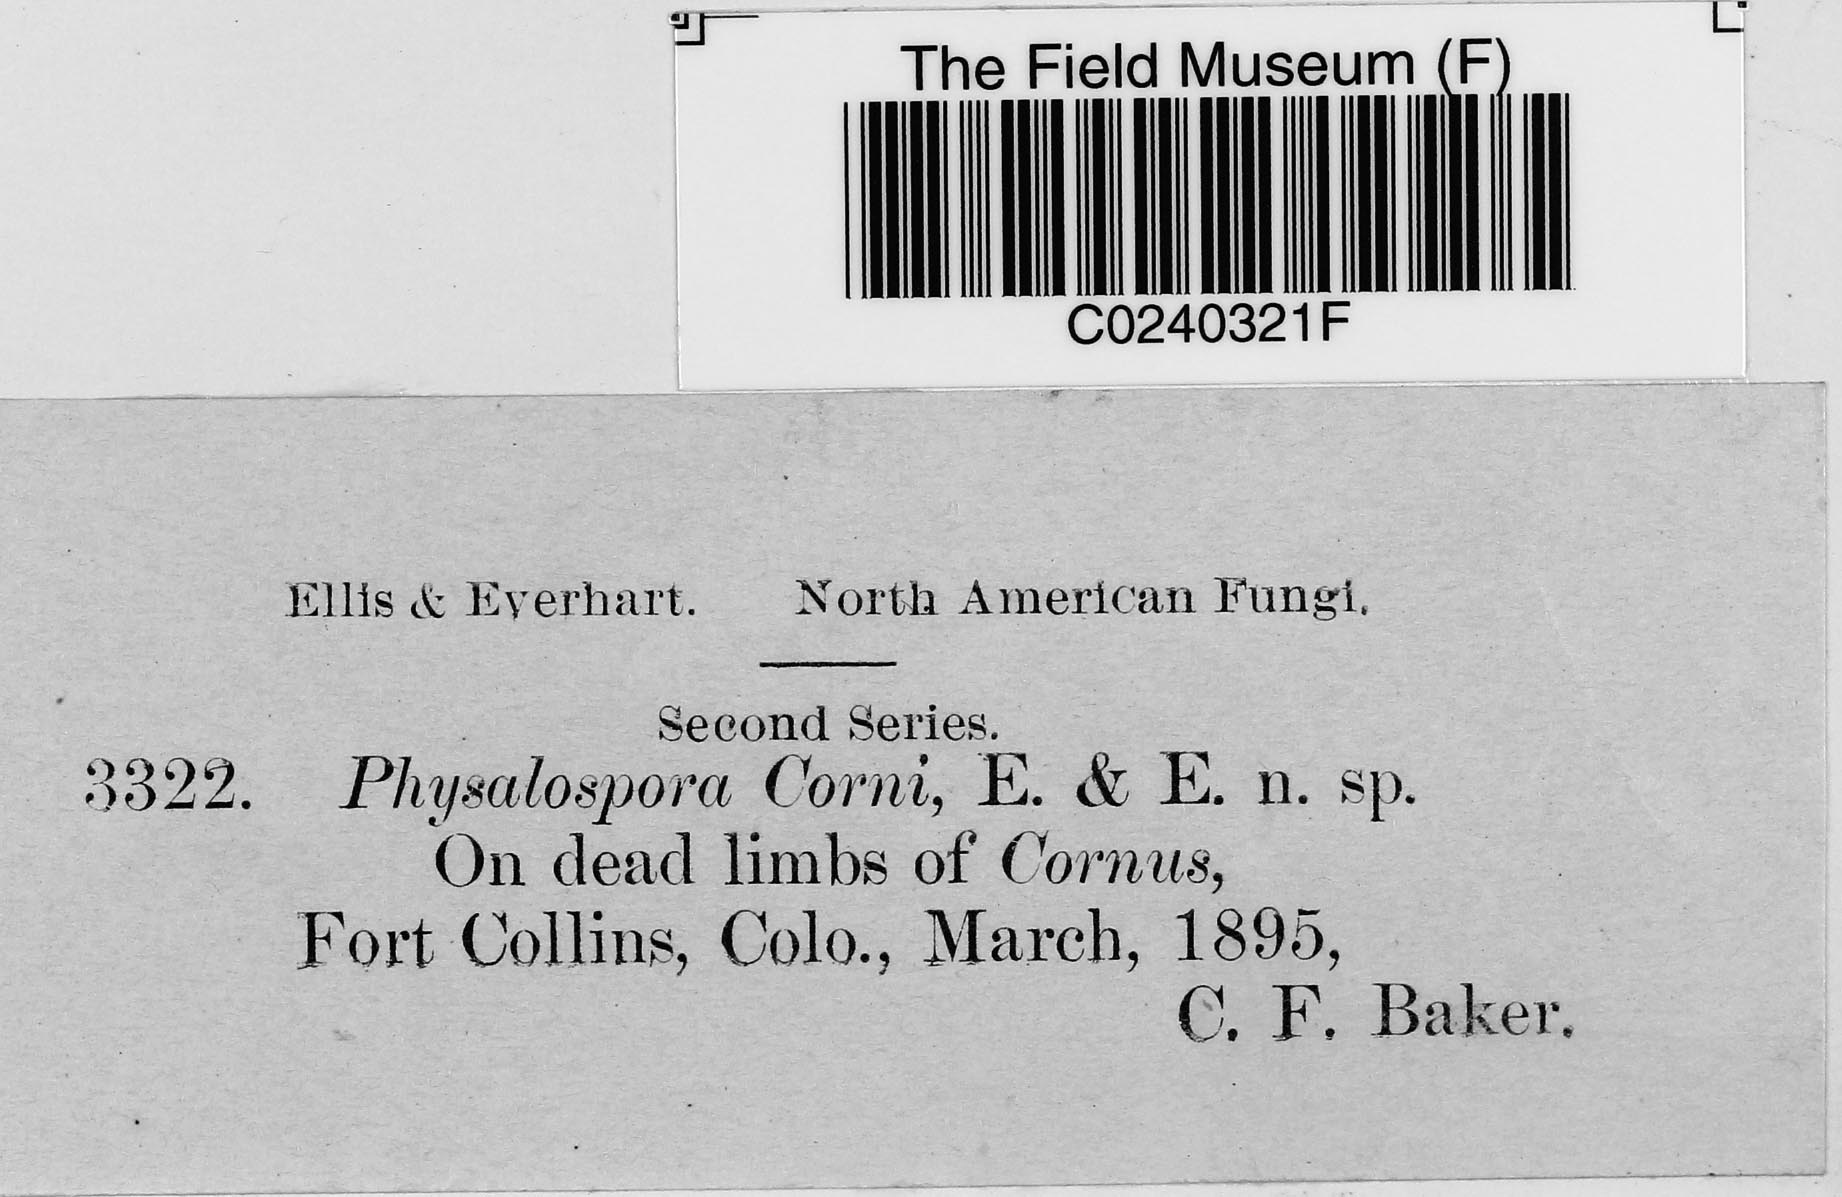 The Field Museum (F)
C0240321F
Ellis & Everhart. North American Fungi.
Second Series.
3322. Physalospora Corni, E. & E. n. sp.
On dead limbs of Cornus,
Fort Collins, Colo., March, 1895,
C. F. Baker.